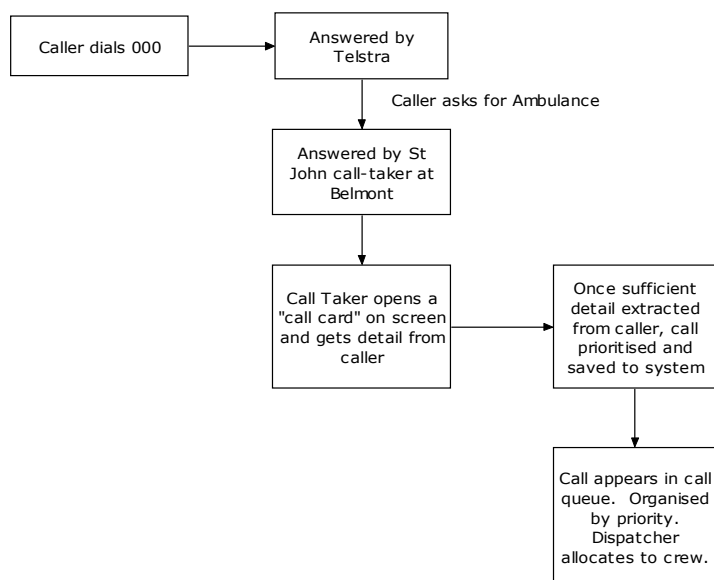 Caller dials 000
Answered by
Telstra
Caller asks for Ambulance
Answered by St
John call-taker at
Belmont
Call Taker opens a
"call card" on screen
and gets detail from
caller
Once sufficient
detail extracted
from caller, call
prioritised and
saved to system
Call appears in call
queue. Organised
by priority.
Dispatcher
allocates to crew.